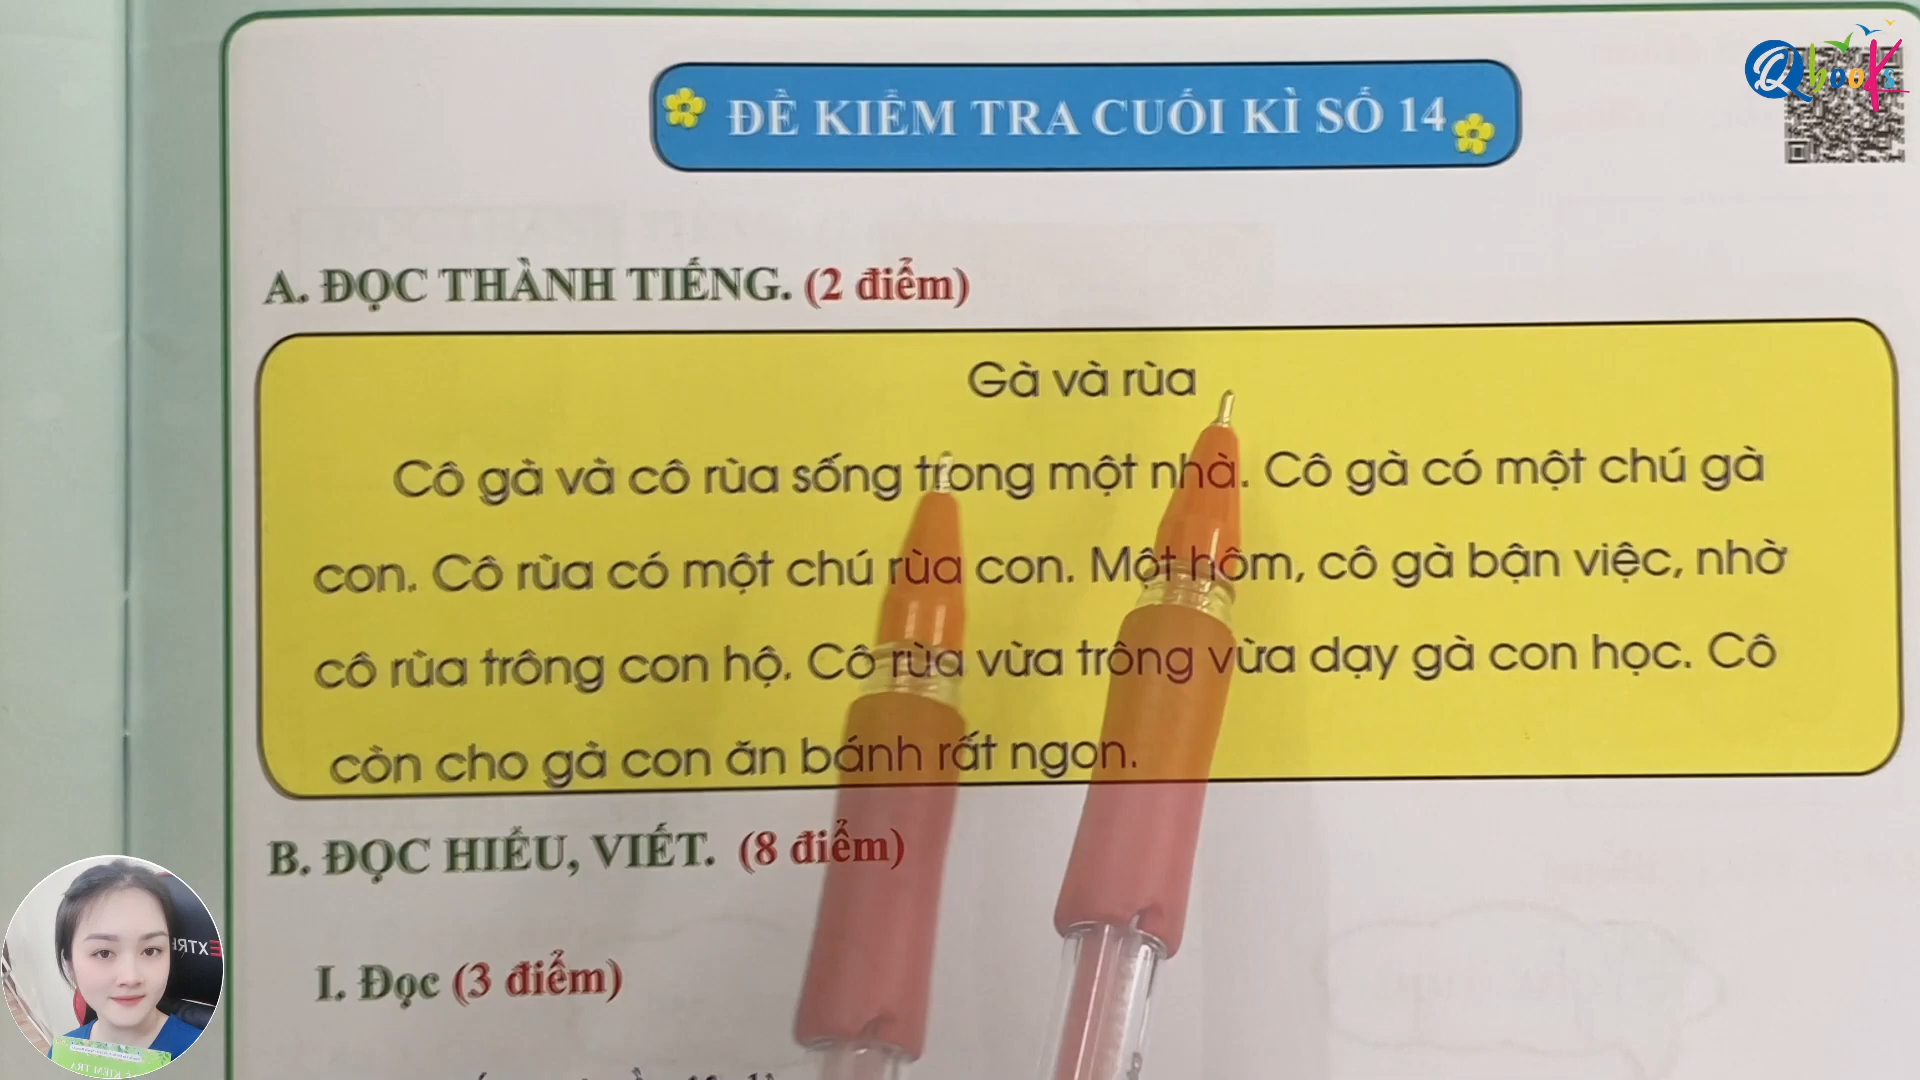 Qbooks
ĐỀ KIỂM TRA CUỐI KÌ SỐ 14
A. ĐỌC THÀNH TIẾNG. (2 điểm)
Gà và rùa
Cô gà và cô rùa sống trong một nhà. Cô gà có một chú gà
con. Cô rùa có một chú rùa con. Một hôm, cô gà bận việc, nhờ
cô rùa trông con hộ. Cô rùa vừa trông vừa dạy gà con học. Cô
còn cho gà con ăn bánh rất ngon.
B. ĐỌC HIỂU, VIẾT. (8 điểm)
I. Đọc (3 điểm)